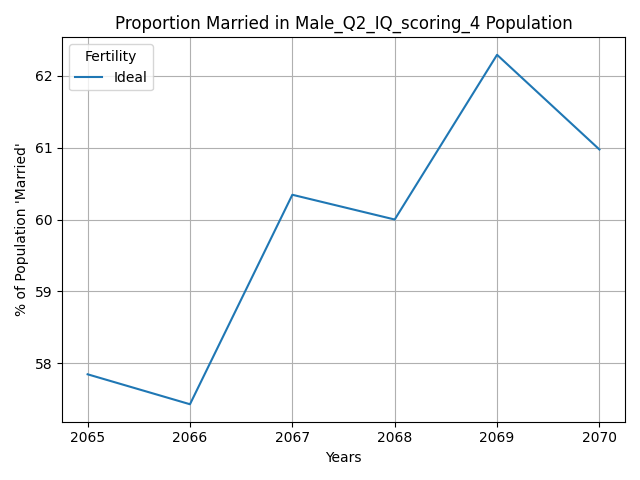 Proportion Married in Male_Q2_IQ_scoring_4 Population
Fertility
Ideal
% of Population 'Married'
62
61
60
59
58
2065 2066 2067 2068 2069 2070
Years